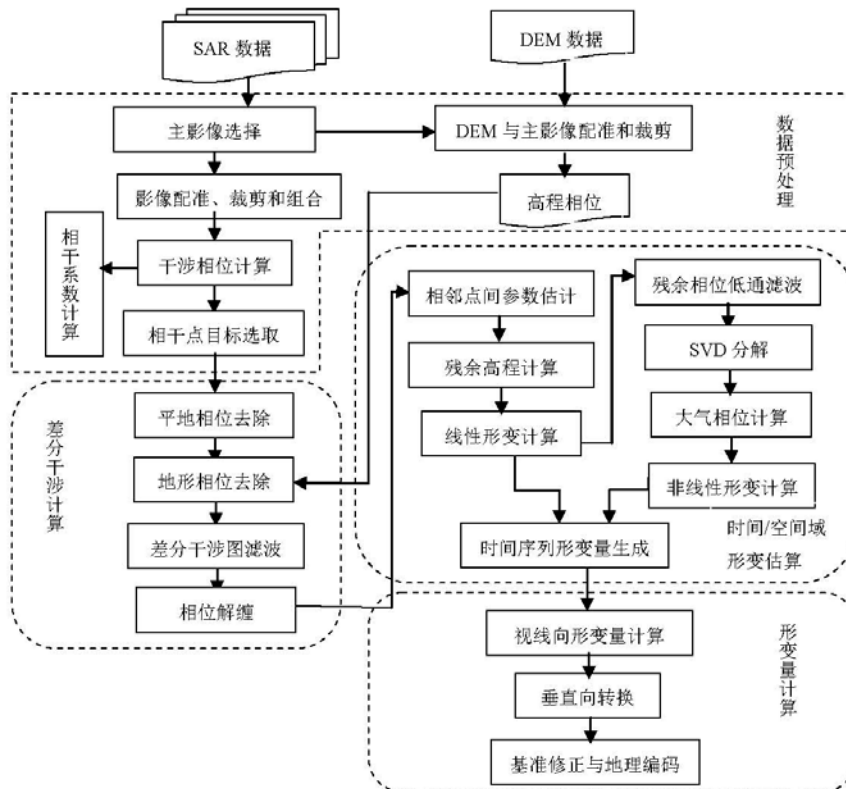 SAR 数据
DEM 数据
主影像选择
DEM 与主影像配准和裁剪
数据预处理
影像配准、裁剪和组合
高程相位
相干系数计算
干涉相位计算
相干点目标选取
相邻点间参数估计
残余相位低通滤波
残余高程计算
SVD 分解
线性形变计算
大气相位计算
非线性形变计算
时间序列形变量生成
时间/空间域
形变估算
差分干涉计算
平地相位去除
地形相位去除
差分干涉图滤波
相位解缠
视线向形变量计算
垂直向转换
基准修正与地理编码
形变量计算